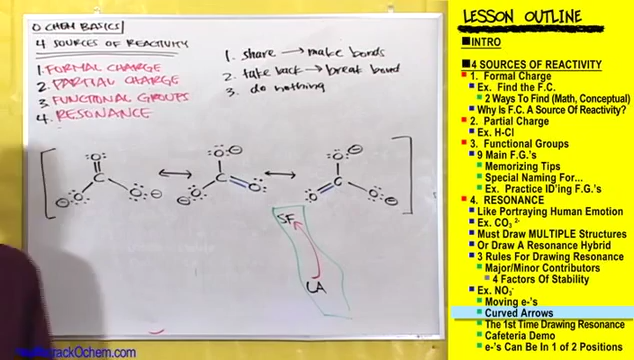 O CHEM BASICS
4 SOURCES OF REACTIVITY
1. FORMAL CHARGE
2. PARTIAL CHARGE
3. FUNCTIONAL GROUPS
4. RESONANCE
1. share → make bonds
2. take back → break bond
3. do nothing
O O O
C C C
O O O O O O
SF
LA
LESSON OUTLINE
INTRO
4 SOURCES OF REACTIVITY
1. Formal Charge
Ex. Find the F.C.
2 Ways To Find (Math, Conceptual)
Why Is F.C. A Source Of Reactivity?
2. Partial Charge
Ex. H-Cl
3. Functional Groups
9 Main F.G.'s
Memorizing Tips
Special Naming For...
Ex. Practice ID'ing F.G.'s
4. RESONANCE
Like Portraying Human Emotion
Ex. CO3 2-
Must Draw MULTIPLE Structures
Or Draw A Resonance Hybrid
3 Rules For Drawing Resonance
Major/Minor Contributors
4 Factors Of Stability
Ex. NO3-
Moving e-'s
Curved Arrows
The 1st Time Drawing Resonance
Cafeteria Demo
e-'s Can Be In 1 of 2 Positions